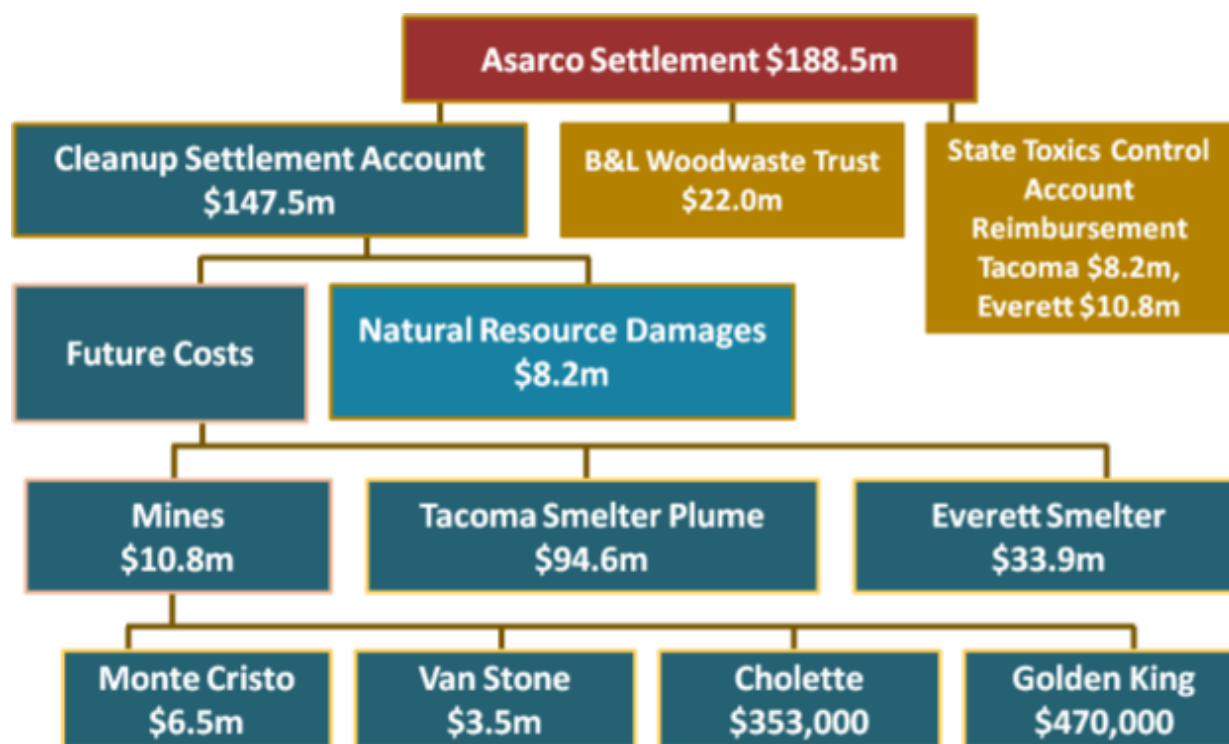 Asarco Settlement $188.5m
Cleanup Settlement Account
$147.5m
B&L Woodwaste Trust
$22.0m
State Toxics Control
Account
Reimbursement
Tacoma $8.2m,
Everett $10.8m
Future Costs
Natural Resource Damages
$8.2m
Mines
$10.8m
Tacoma Smelter Plume
$94.6m
Everett Smelter
$33.9m
Monte Cristo
$6.5m
Van Stone
$3.5m
Cholette
$353,000
Golden King
$470,000